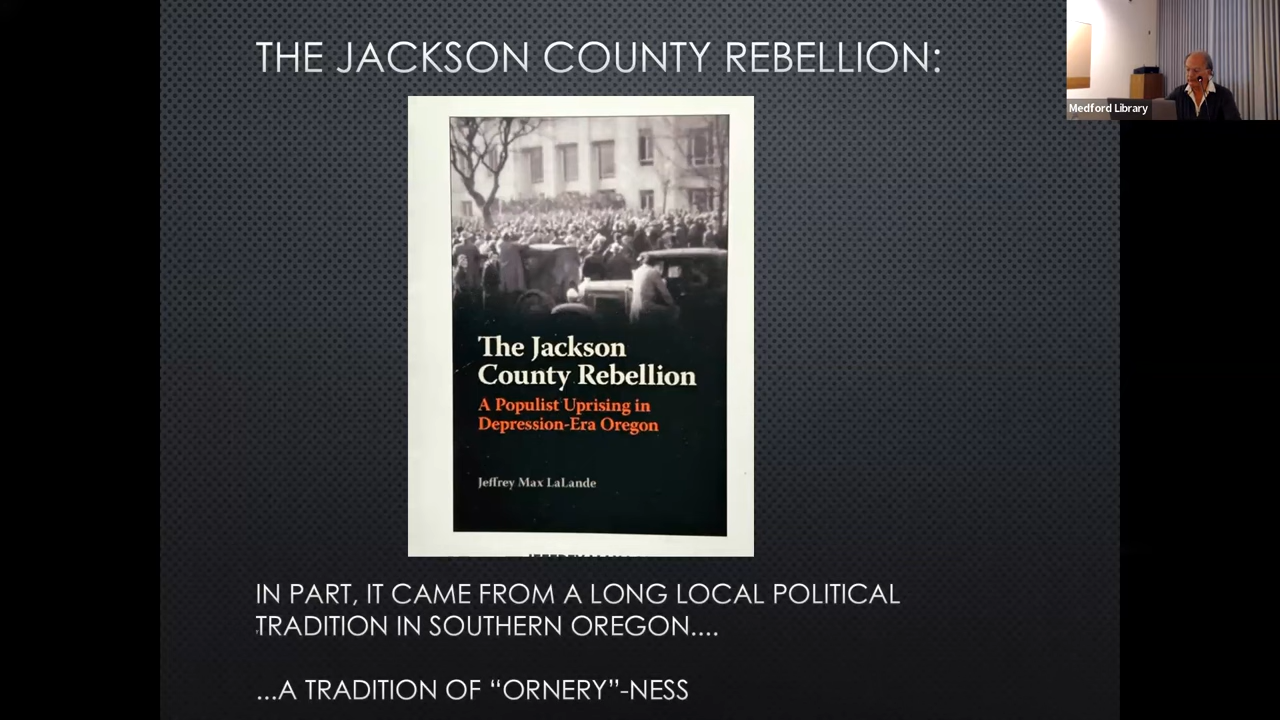 THE JACKSON COUNTY REBELLION:
Medford Library
The Jackson
County Rebellion
A Populist Uprising in
Depression-Era Oregon
Jeffrey Max LaLande
IN PART, IT CAME FROM A LONG LOCAL POLITICAL
TRADITION IN SOUTHERN OREGON....
...A TRADITION OF “ORNERY”-NESS